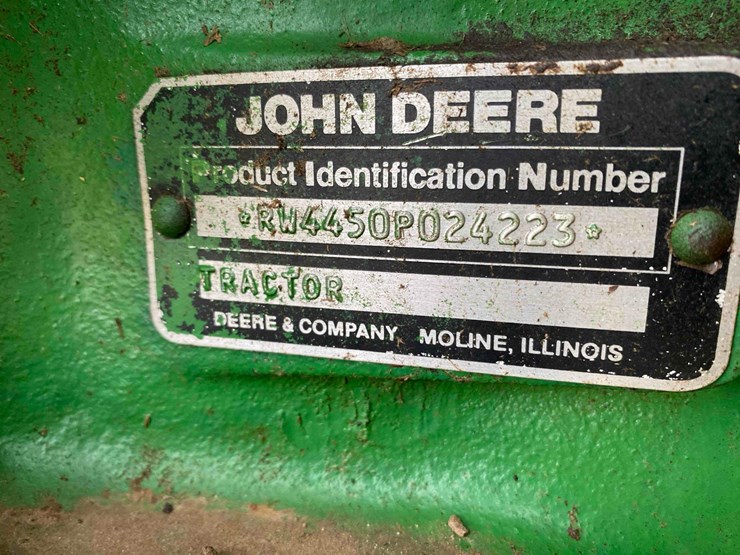 JOHN DEERE
Product Identification Number
*RW4450P024223*
TRACTOR
DEERE & COMPANY MOLINE, ILLINOIS